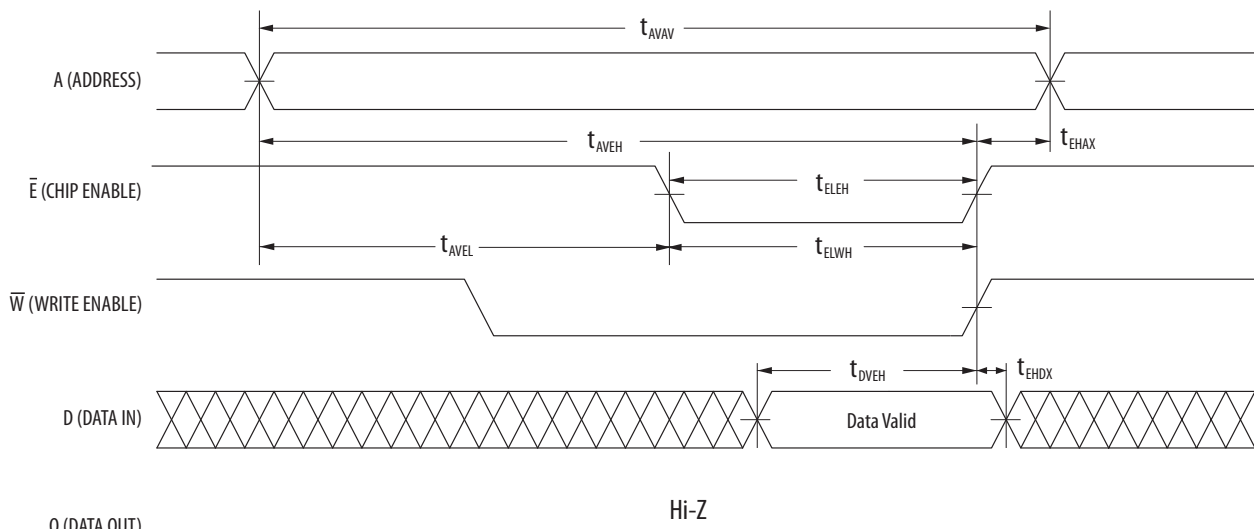 tAVAV
A (ADDRESS)
tAVEH
tEHAX
E̅ (CHIP ENABLE)
tELEH
tAVEL
tELWH
W̅ (WRITE ENABLE)
tDVEH
tEHDX
D (DATA IN)
Data Valid
Hi-Z
Q (DATA OUT)